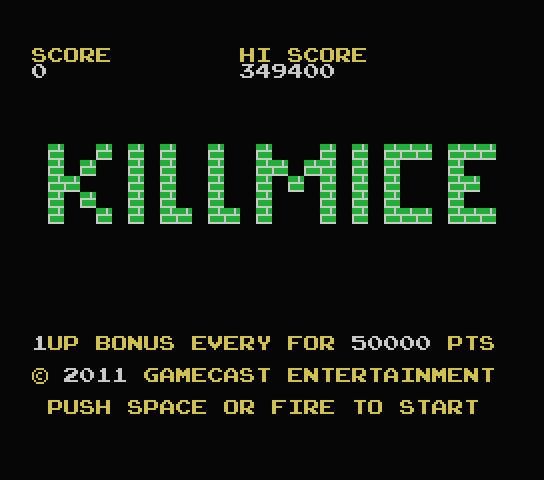 SCORE HI SCORE
0 349400
KILLMICE
1UP BONUS EVERY FOR 50000 PTS
© 2011 GAMECAST ENTERTAINMENT
PUSH SPACE OR FIRE TO START